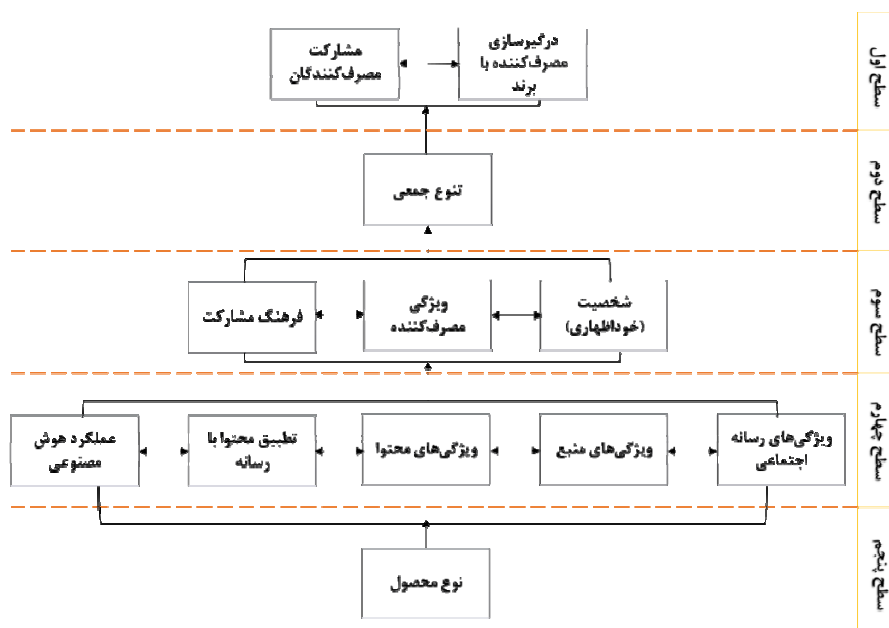 سطح اول
درگیرسازی
مصرف‌کننده با
برند
مشارکت
مصرف‌کنندگان
سطح دوم
تنوع جمعی
سطح سوم
شخصیت
(خوداظهاری)
ویژگی
مصرف‌کننده
فرهنگ مشارکت
سطح چهارم
ویژگی‌های رسانه
اجتماعی
ویژگی‌های منبع
ویژگی‌های محتوا
تطبیق محتوا با
رسانه
عملکرد هوش
مصنوعی
سطح پنجم
نوع محصول